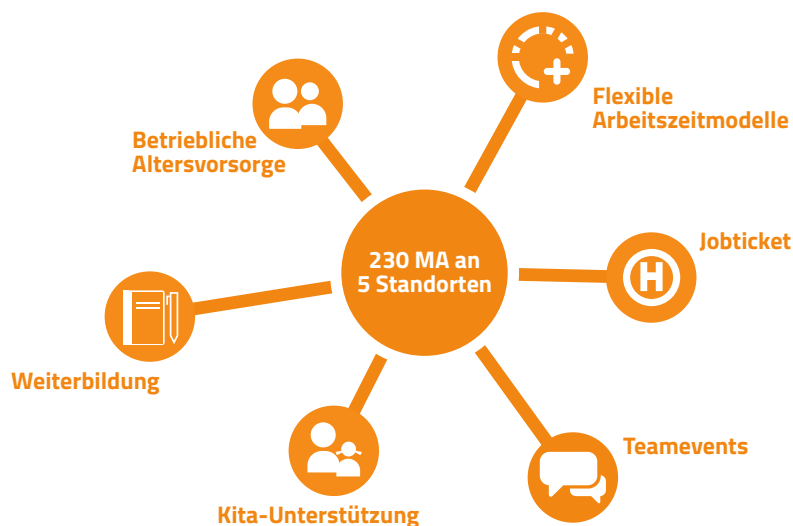 Flexible
Arbeitszeitmodelle
Betriebliche
Altersvorsorge
Jobticket
230 MA an
5 Standorten
H
Weiterbildung
Teamevents
Kita-Unterstützung